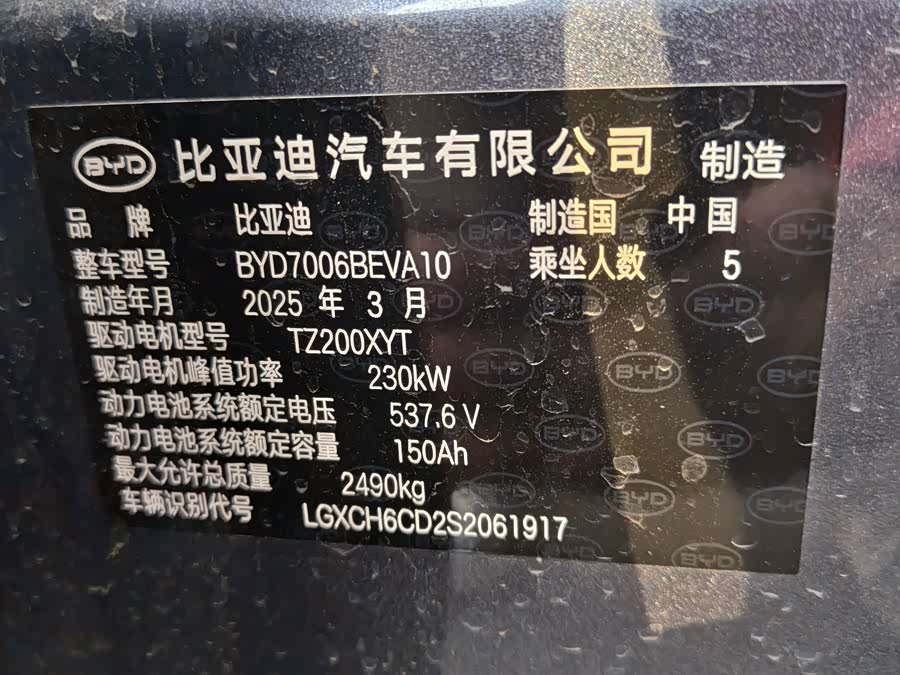 BYD 比亚迪汽车有限公司 制造
品牌 比亚迪 制造国 中国
整车型号 BYD7006BEVA10 乘坐人数 5
制造年月 2025 年 3 月
驱动电机型号 TZ200XYT
驱动电机峰值功率 230kW
动力电池系统额定电压 537.6 V
动力电池系统额定容量 150Ah
最大允许总质量 2490kg
车辆识别代号 LGXCH6CD2S2061917